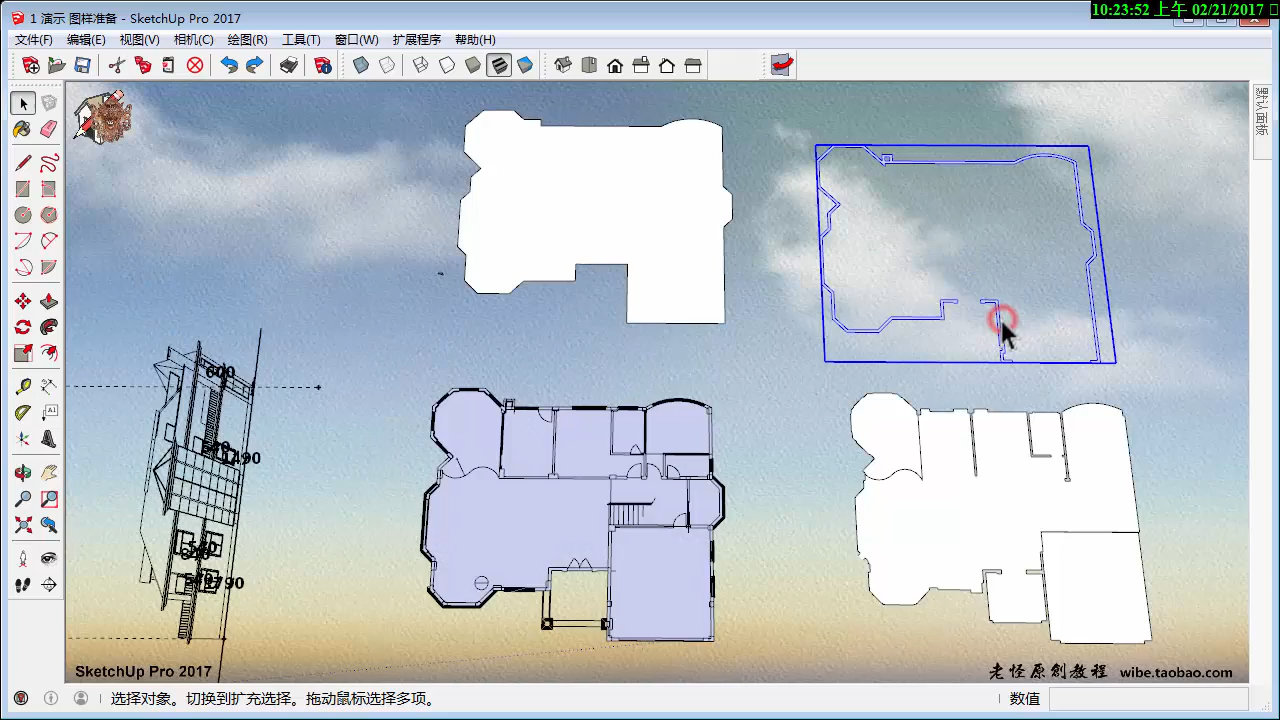 10:23:52 上午 02/21/2017
1 演示 图样准备 - SketchUp Pro 2017
文件(F) 编辑(E) 视图(V) 相机(C) 绘图(R) 工具(T) 窗口(W) 扩展程序 帮助(H)
默认面板
A1
600
SketchUp Pro 2017
老怪原創教程 wibe.taobao.com
选择对象。切换到扩充选择。拖动鼠标选择多项。
数值